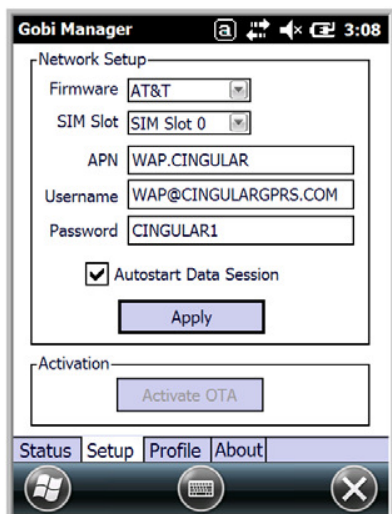 Gobi Manager a 3:08
Network Setup
Firmware AT&T
SIM Slot SIM Slot 0
APN WAP.CINGULAR
Username WAP@CINGULARGPRS.COM
Password CINGULAR1
Autostart Data Session
Apply
Activation
Activate OTA
Status Setup Profile About